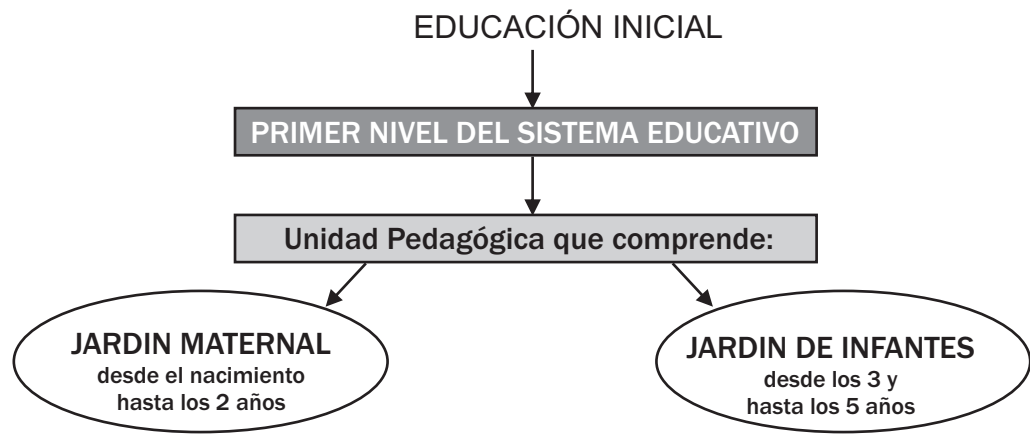 EDUCACIÓN INICIAL
PRIMER NIVEL DEL SISTEMA EDUCATIVO
Unidad Pedagógica que comprende:
JARDIN MATERNAL
desde el nacimiento
hasta los 2 años
JARDIN DE INFANTES
desde los 3 y
hasta los 5 años